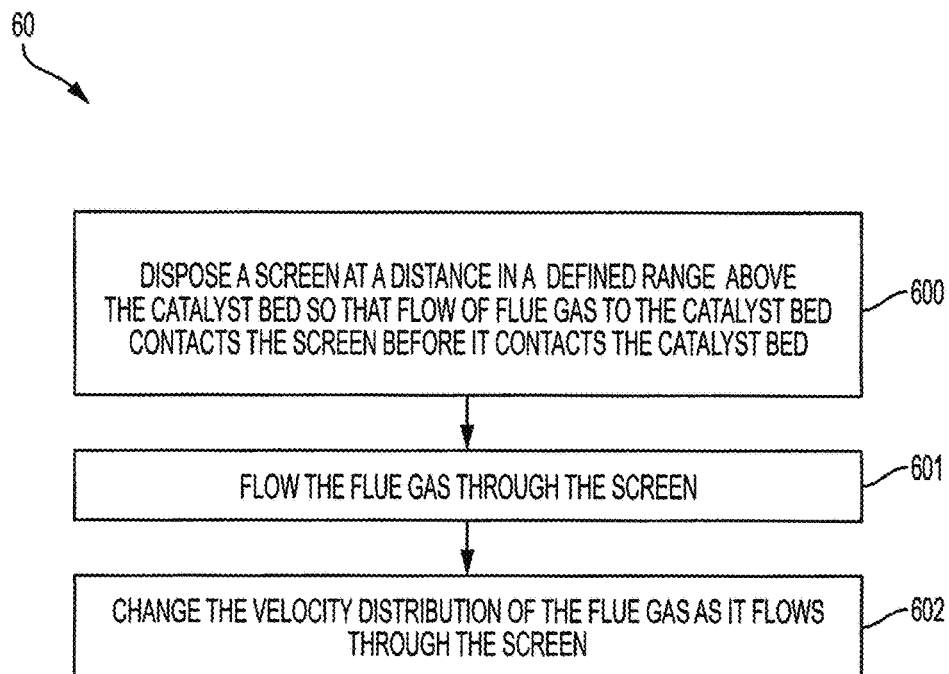 60
DISPOSE A SCREEN AT A DISTANCE IN A DEFINED RANGE ABOVE
THE CATALYST BED SO THAT FLOW OF FLUE GAS TO THE CATALYST BED
CONTACTS THE SCREEN BEFORE IT CONTACTS THE CATALYST BED
600
FLOW THE FLUE GAS THROUGH THE SCREEN
601
CHANGE THE VELOCITY DISTRIBUTION OF THE FLUE GAS AS IT FLOWS
THROUGH THE SCREEN
602